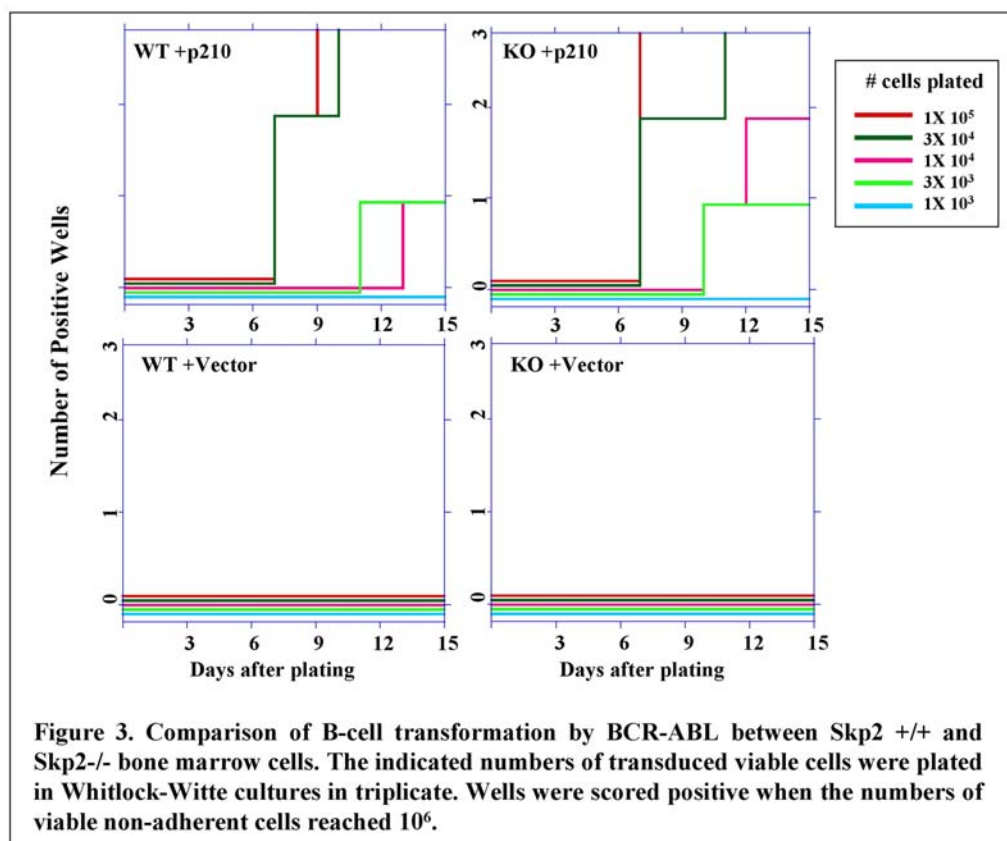 WT +p210
KO +p210
3
2
1
0
3 6 9 12 15
3 6 9 12 15
# cells plated
1X 10⁵
3X 10⁴
1X 10⁴
3X 10³
1X 10³
Number of Positive Wells
WT +Vector
KO +Vector
3
2
1
0
3
2
1
0
3 6 9 12 15
3 6 9 12 15
Days after plating
Days after plating
Figure 3. Comparison of B-cell transformation by BCR-ABL between Skp2 +/+ and
Skp2-/- bone marrow cells. The indicated numbers of transduced viable cells were plated
in Whitlock-Witte cultures in triplicate. Wells were scored positive when the numbers of
viable non-adherent cells reached 10⁶.